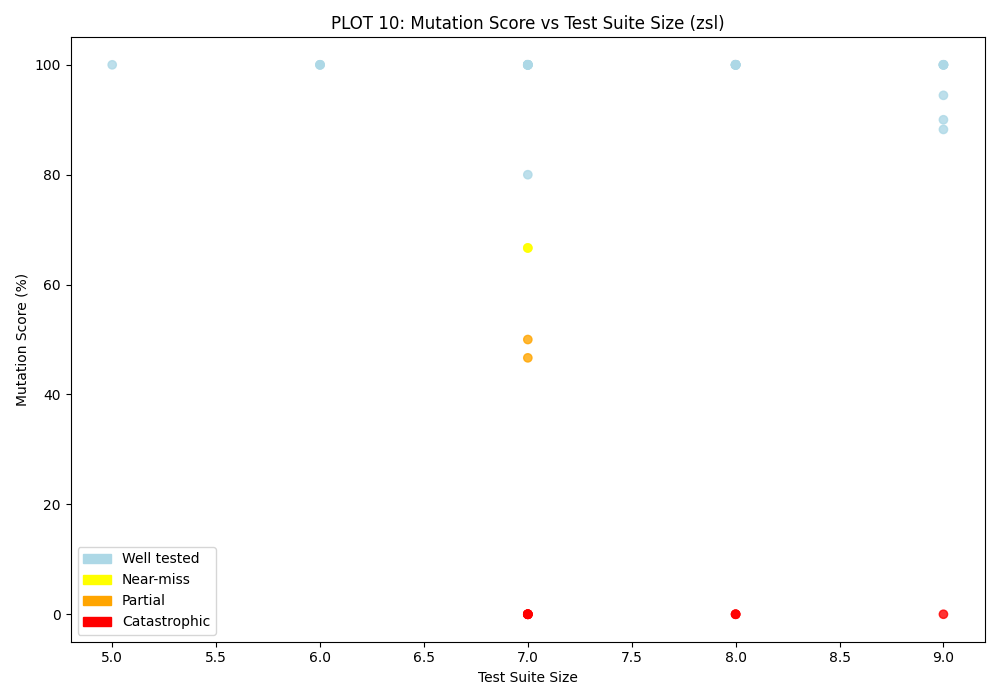 PLOT 10: Mutation Score vs Test Suite Size (zsl)
Mutation Score (%)
100
80
60
40
20
0
Well tested
Near-miss
Partial
Catastrophic
5.0 5.5 6.0 6.5 7.0 7.5 8.0 8.5 9.0
Test Suite Size